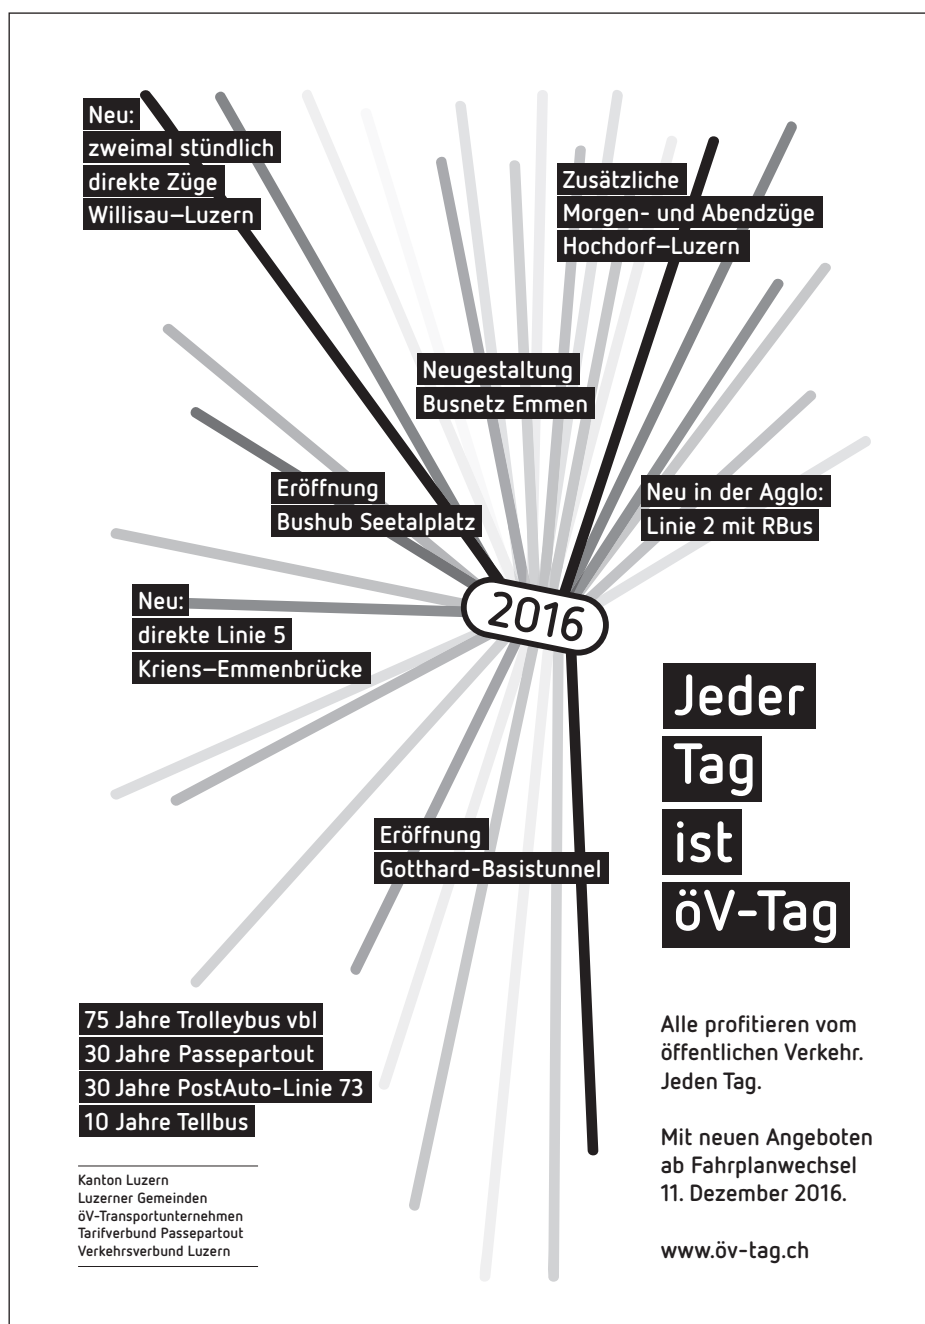 Neu:
zweimal stündlich
direkte Züge
Willisau–Luzern
Zusätzliche
Morgen- und Abendzüge
Hochdorf–Luzern
Neugestaltung
Busnetz Emmen
Eröffnung
Bushub Seetalplatz
Neu in der Agglo:
Linie 2 mit RBus
2016
Neu:
direkte Linie 5
Kriens–Emmenbrücke
Jeder
Tag
ist
öV-Tag
Eröffnung
Gotthard-Basistunnel
75 Jahre Trolleybus vbl
30 Jahre Passepartout
30 Jahre PostAuto-Linie 73
10 Jahre Tellbus
Kanton Luzern
Luzerner Gemeinden
öV-Transportunternehmen
Tarifverbund Passepartout
Verkehrsverbund Luzern
Alle profitieren vom
öffentlichen Verkehr.
Jeden Tag.
Mit neuen Angeboten
ab Fahrplanwechsel
11. Dezember 2016.
www.öv-tag.ch